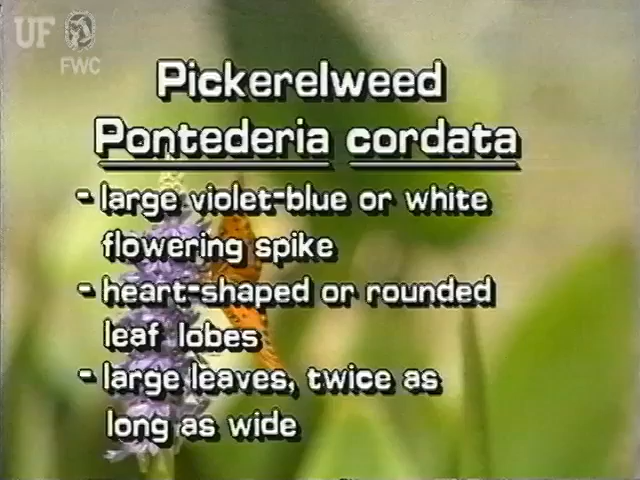 UF
FWC
Pickerelweed
Pontederia cordata
- large violet-blue or white
flowering spike
- heart-shaped or rounded
leaf lobes
- large leaves, twice as
long as wide